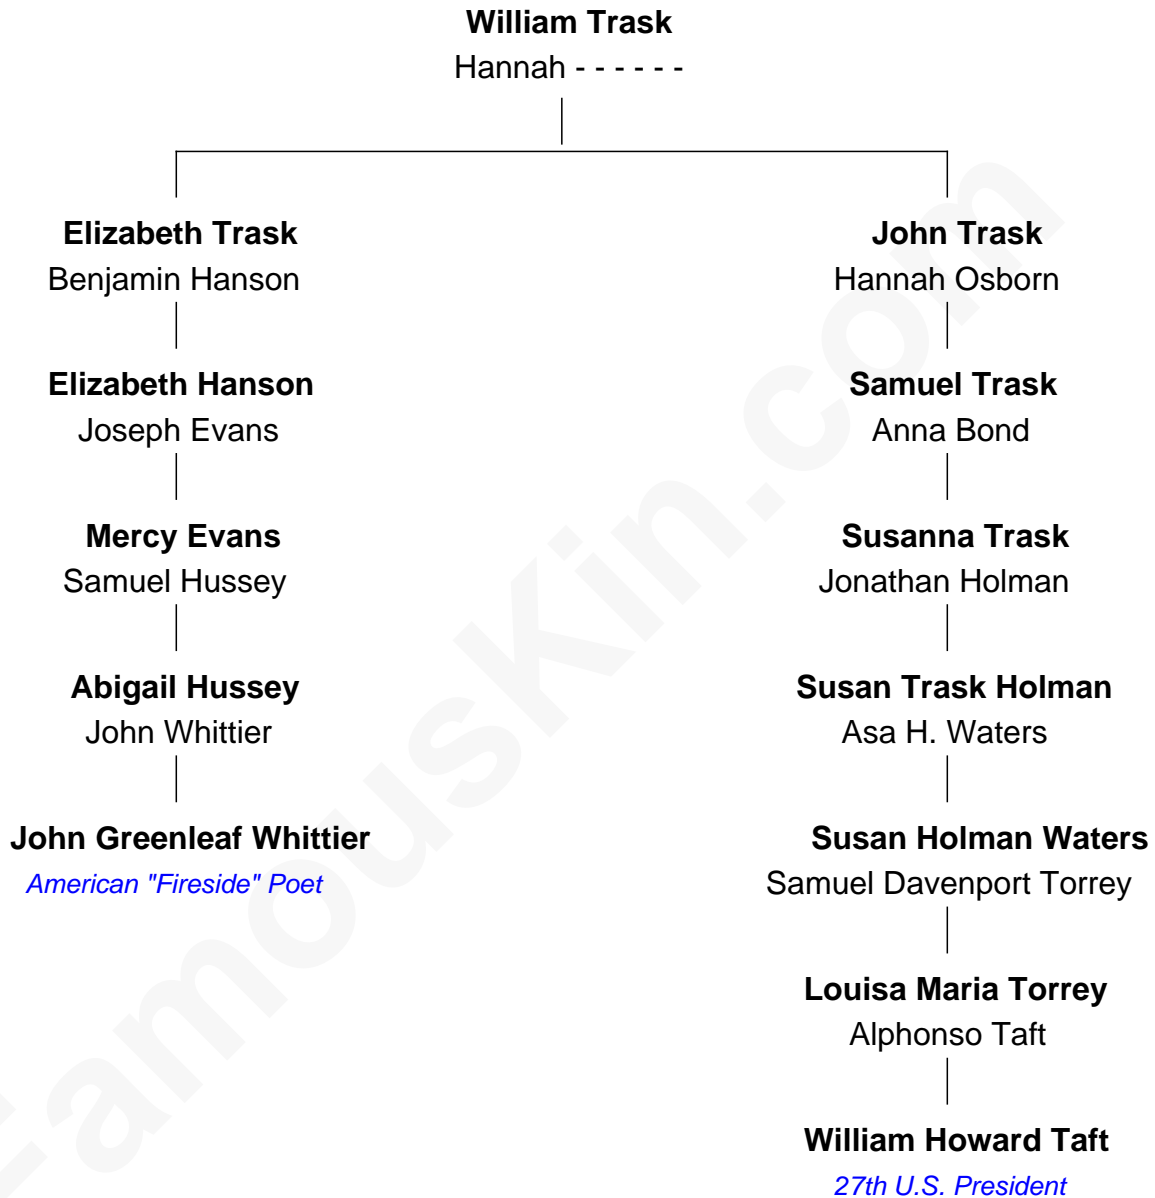 William Trask
Hannah - - - - - -
Elizabeth Trask
Benjamin Hanson
John Trask
Hannah Osborn
Elizabeth Hanson
Joseph Evans
Samuel Trask
Anna Bond
Mercy Evans
Samuel Hussey
Susanna Trask
Jonathan Holman
Abigail Hussey
John Whittier
Susan Trask Holman
Asa H. Waters
John Greenleaf Whittier
American "Fireside" Poet
Susan Holman Waters
Samuel Davenport Torrey
Louisa Maria Torrey
Alphonso Taft
William Howard Taft
27th U.S. President
FamousKin.com